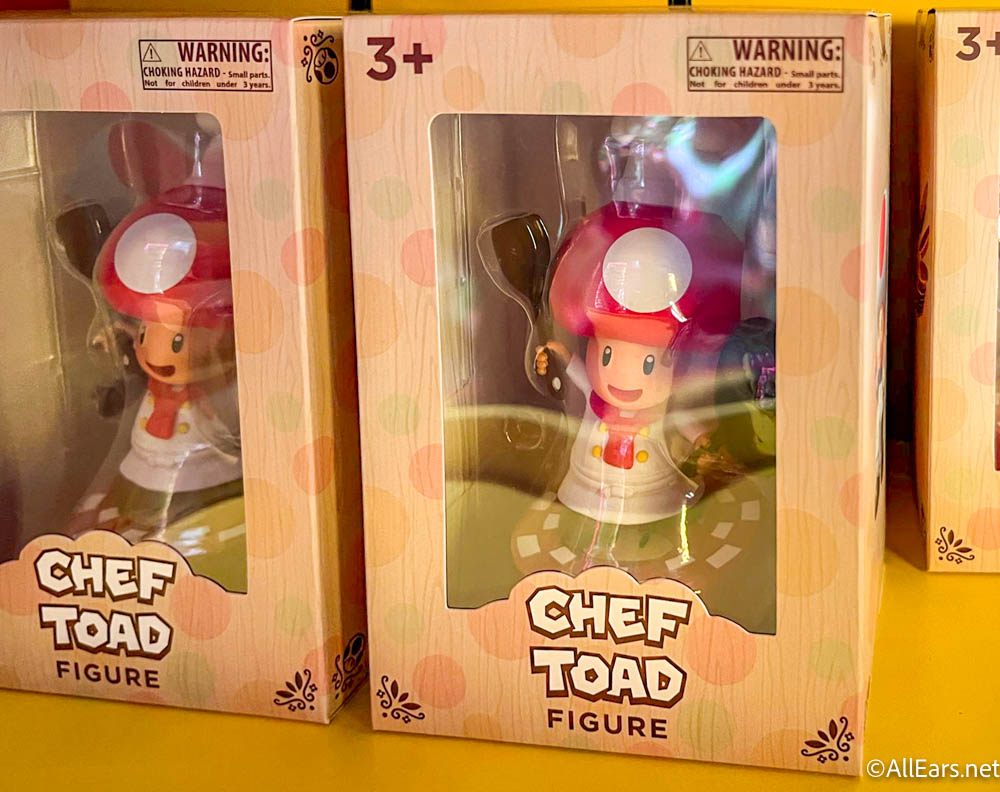 WARNING:
CHOKING HAZARD - Small parts.
Not for children under 3 years.
CHEF
TOAD
FIGURE
3+
WARNING:
CHOKING HAZARD - Small parts.
Not for children under 3 years.
CHEF
TOAD
FIGURE
3+
©AllEars.net